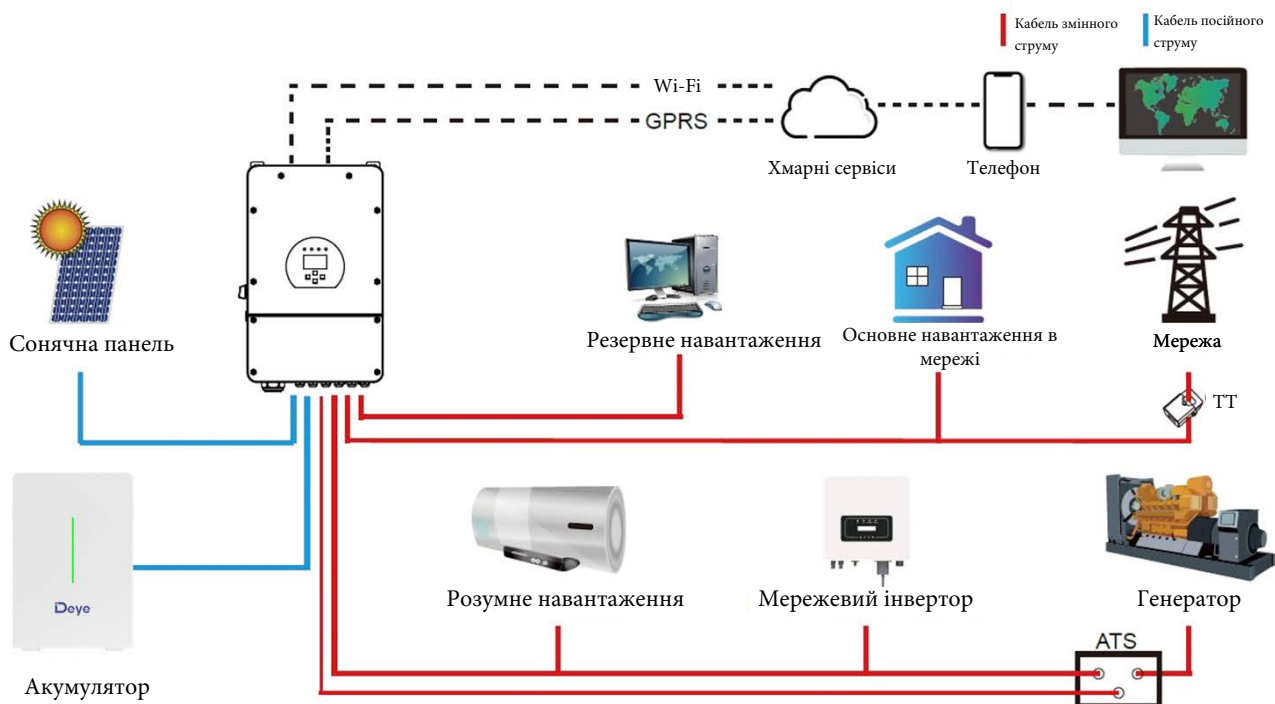 Кабель змінного
струму
Кабель посійного
струму
Wi-Fi
GPRS
Хмарні сервіси
Телефон
Сонячна панель
Резервне навантаження
Основне навантаження в
мережі
Мережа
ТТ
Deye
Розумне навантаження
Мережевий інвертор
Генератор
ATS
Акумулятор